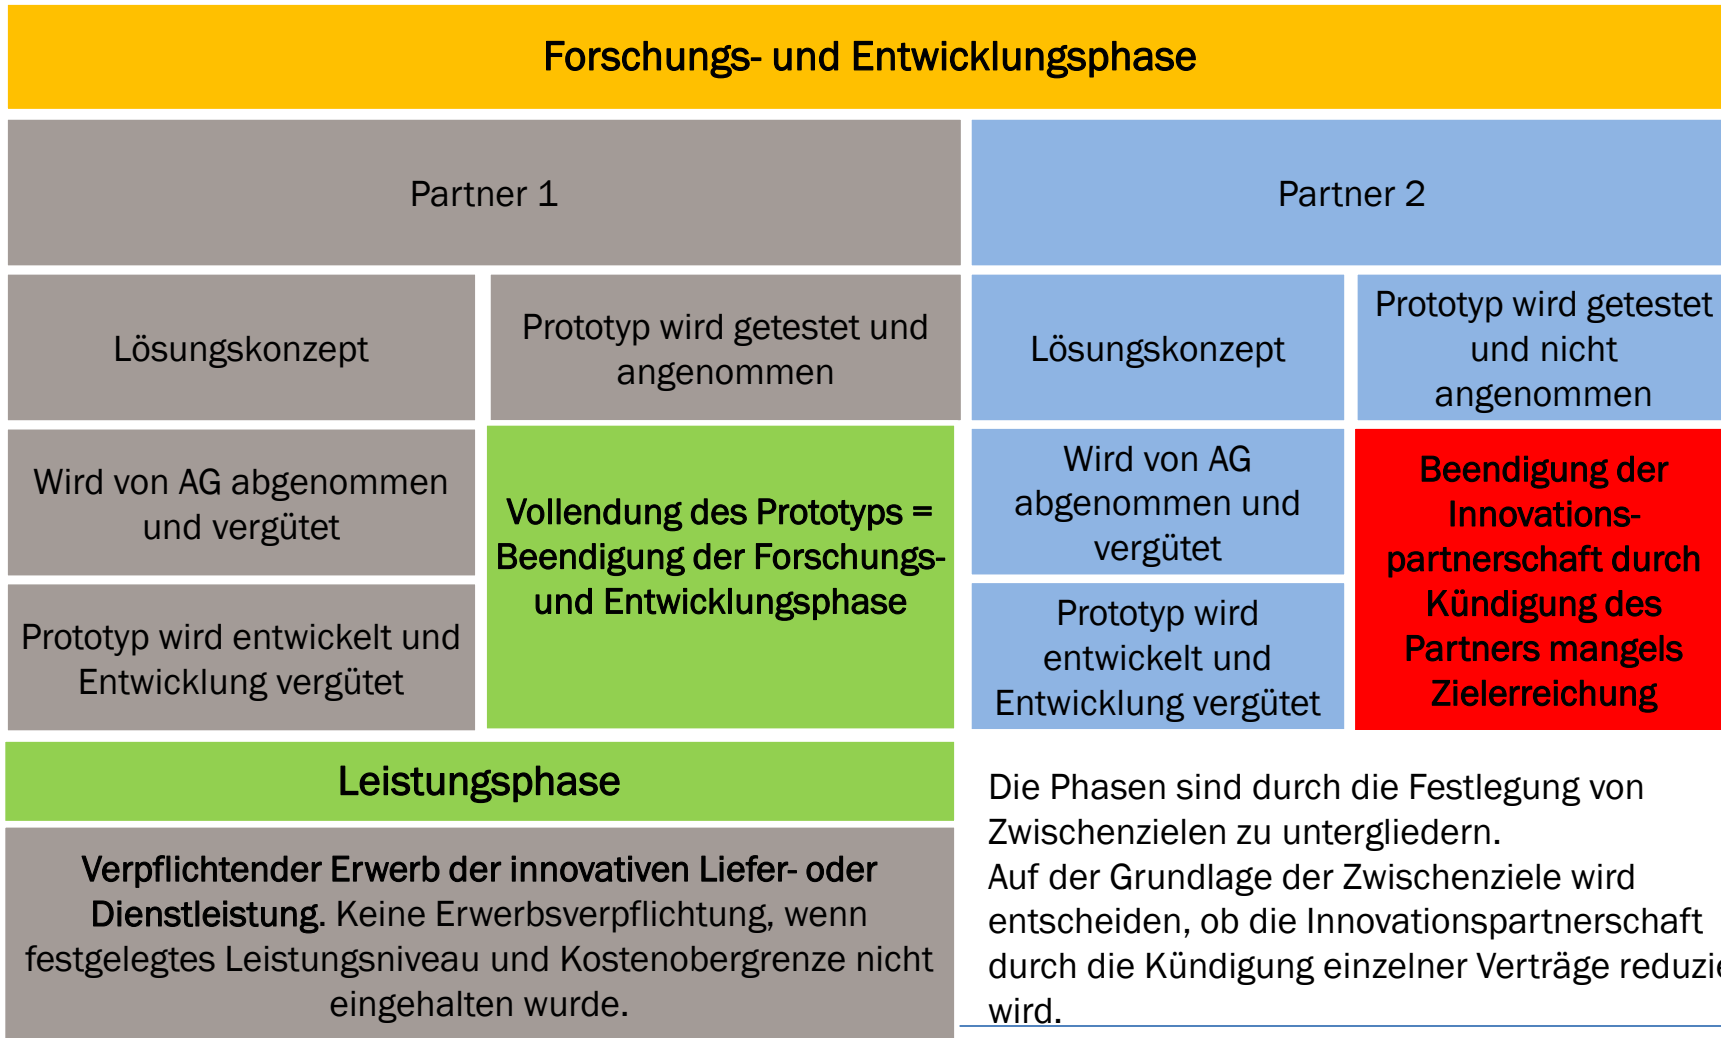 Forschungs- und Entwicklungsphase
Partner 1
Partner 2
Lösungskonzept
Prototyp wird getestet und
angenommen
Lösungskonzept
Prototyp wird getestet
und nicht
angenommen
Wird von AG abgenommen
und vergütet
Vollendung des Prototyps =
Beendigung der Forschungs-
und Entwicklungsphase
Wird von AG
abgenommen und
vergütet
Beendigung der
Innovations-
partnerschaft durch
Kündigung des
Partners mangels
Zielerreichung
Prototyp wird entwickelt und
Entwicklung vergütet
Prototyp wird
entwickelt und
Entwicklung vergütet
Leistungsphase
Verpflichtender Erwerb der innovativen Liefer- oder
Dienstleistung. Keine Erwerbsverpflichtung, wenn
festgelegtes Leistungsniveau und Kostenobergrenze nicht
eingehalten wurde.
Die Phasen sind durch die Festlegung von
Zwischenzielen zu untergliedern.
Auf der Grundlage der Zwischenziele wird
entscheiden, ob die Innovationspartnerschaft
durch die Kündigung einzelner Verträge
wird.